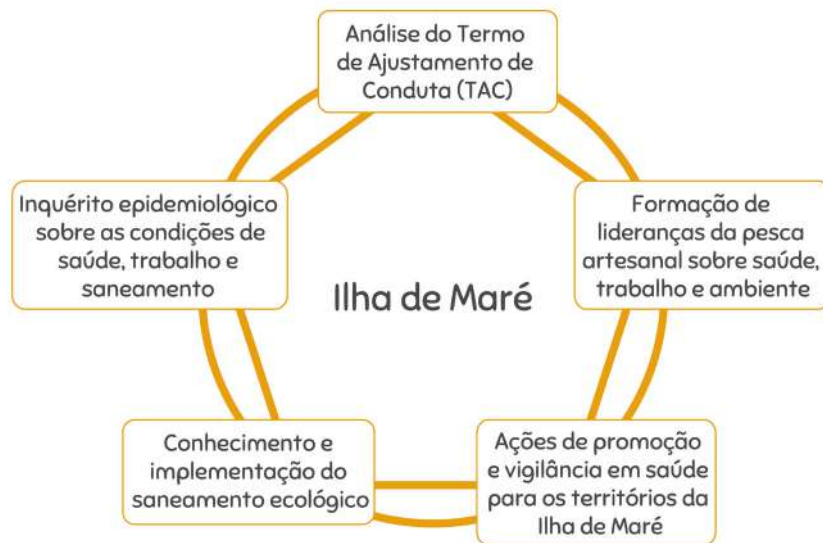 Análise do Termo
de Ajustamento de
Conduta (TAC)
Inquérito epidemiológico
sobre as condições de
saúde, trabalho e
saneamento
Formação de
lideranças da pesca
artesanal sobre saúde,
trabalho e ambiente
Ilha de Maré
Conhecimento e
implementação do
saneamento ecológico
Ações de promoção
e vigilância em saúde
para os territórios da
Ilha de Maré